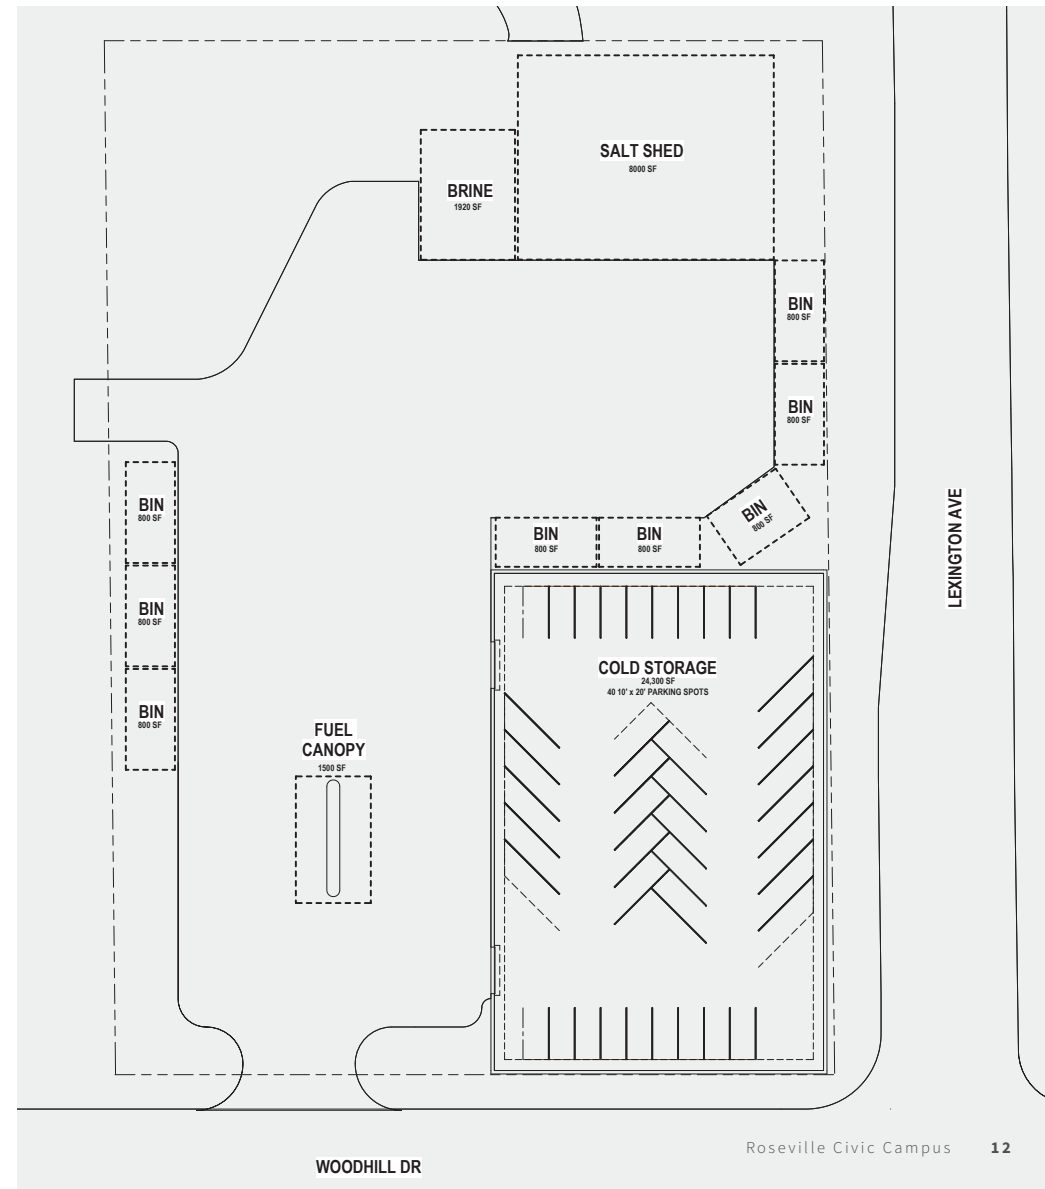 SALT SHED
8000 SF
BRINE
1920 SF
BIN
800 SF
BIN
800 SF
BIN
800 SF
BIN
800 SF
BIN
800 SF
BIN
800 SF
BIN
800 SF
BIN
800 SF
LEXINGTON AVE
COLD STORAGE
24,300 SF
40 10' x 20' PARKING SPOTS
FUEL
CANOPY
1500 SF
Roseville Civic Campus 12
WOODHILL DR